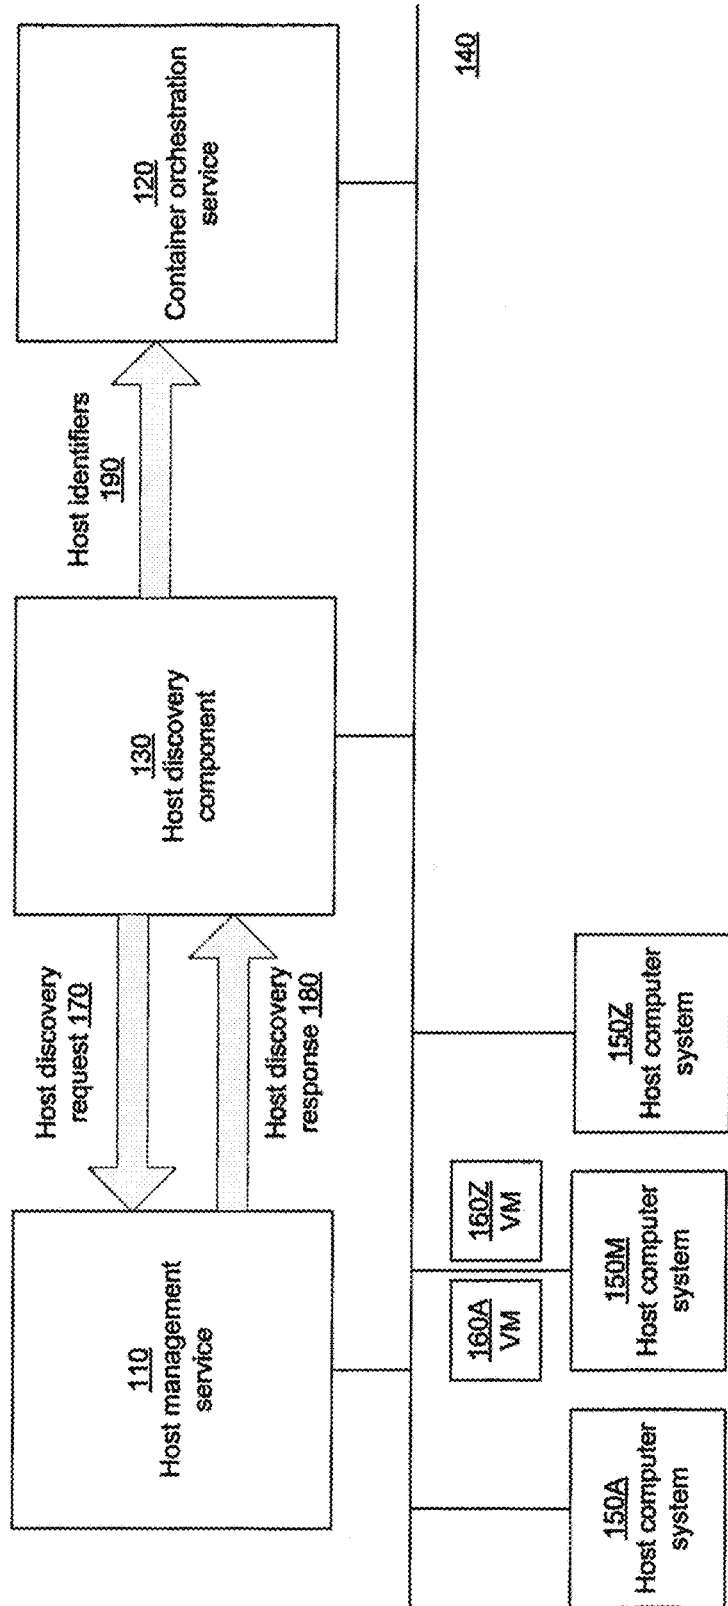 110
Host management
service
Host discovery
request 170
Host discovery
response 180
130
Host discovery
component
Host identifiers
190
120
Container orchestration
service
140
160A
VM
160Z
VM
150A
Host computer
system
150M
Host computer
system
150Z
Host computer
system